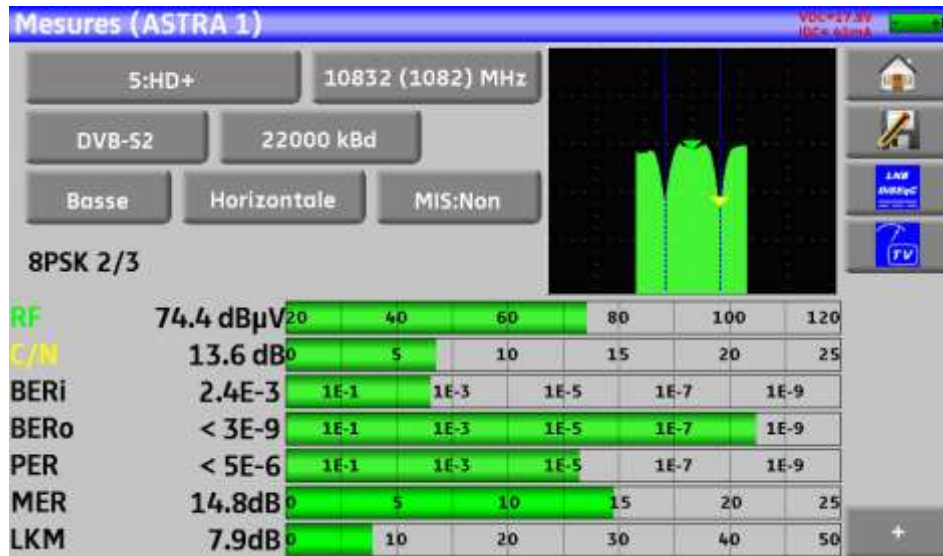 Mesures (ASTRA 1)
VDC=17.8V
5:HD+
10832 (1082) MHz
DVB-S2
22000 kBd
LNB
DiSEqC
Basse
Horizontale
MIS:Non
TV
8PSK 2/3
RF 74.4 dBµV 20 40 60 80 100 120
C/N 13.6 dB 0 5 10 15 20 25
BERi 2.4E-3 1E-1 1E-3 1E-5 1E-7 1E-9
BERo < 3E-9 1E-1 1E-3 1E-5 1E-7 1E-9
PER < 5E-6 1E-1 1E-3 1E-5 1E-7 1E-9
MER 14.8dB 0 5 10 15 20 25
LKM 7.9dB 0 10 20 30 40 50
+